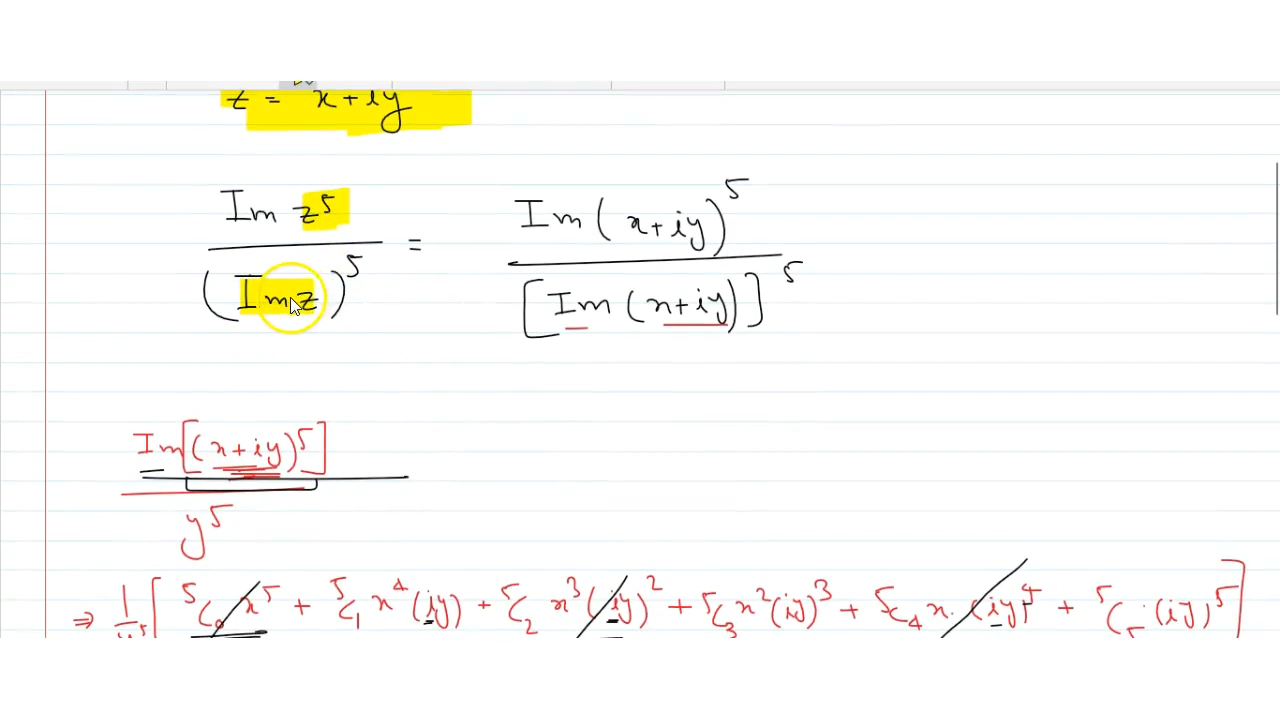 z = x+iy
Im z⁵ / (Im z)⁵ = Im(x+iy)⁵ / [Im(x+iy)]⁵
Im[(x+iy)⁵] / y⁵
⇒ 1/y⁵ [ ⁵C₀ x⁵ + ⁵C₁ x⁴(iy) + ⁵C₂ x³(iy)² + ⁵C₃ x²(iy)³ + ⁵C₄ x·(iy)⁴ + ⁵C₅ (iy)⁵ ]